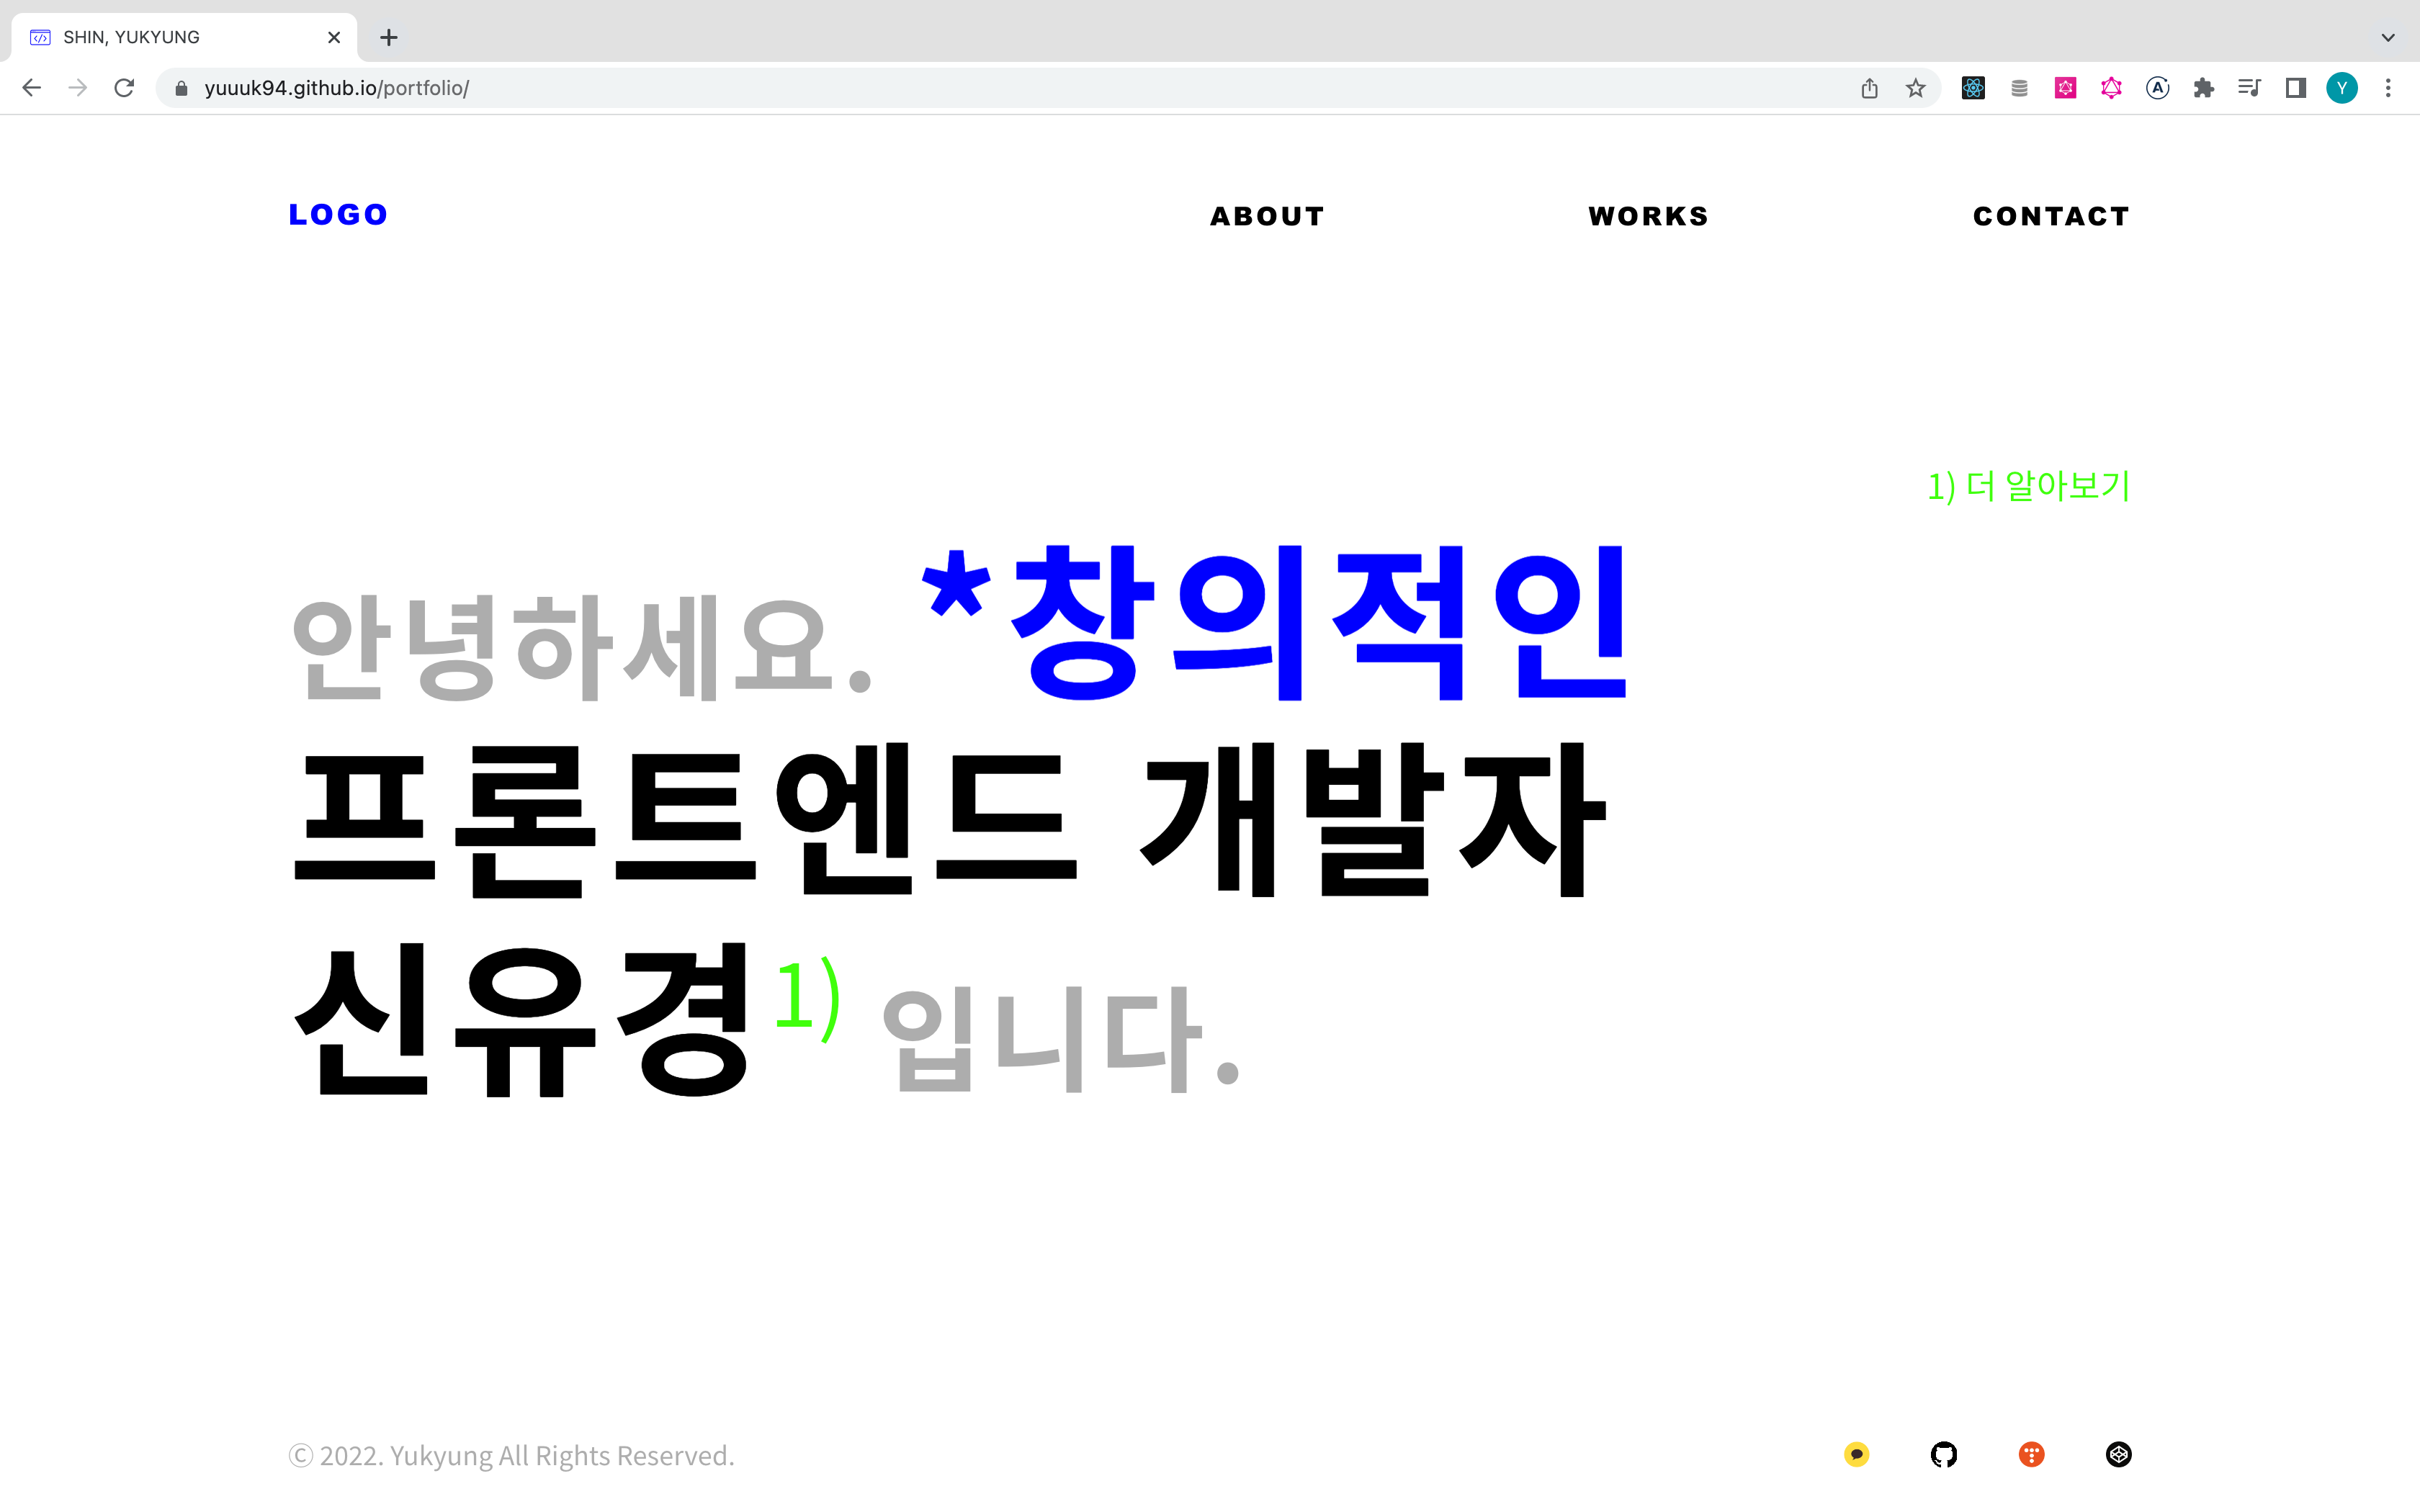 SHIN, YUKYUNG
yuuuk94.github.io/portfolio/
A
Y
LOGO
ABOUT
WORKS
CONTACT
1) 더 알아보기
안녕하세요. *창의적인
프론트엔드 개발자
신유경1) 입니다.
ⓒ 2022. Yukyung All Rights Reserved.